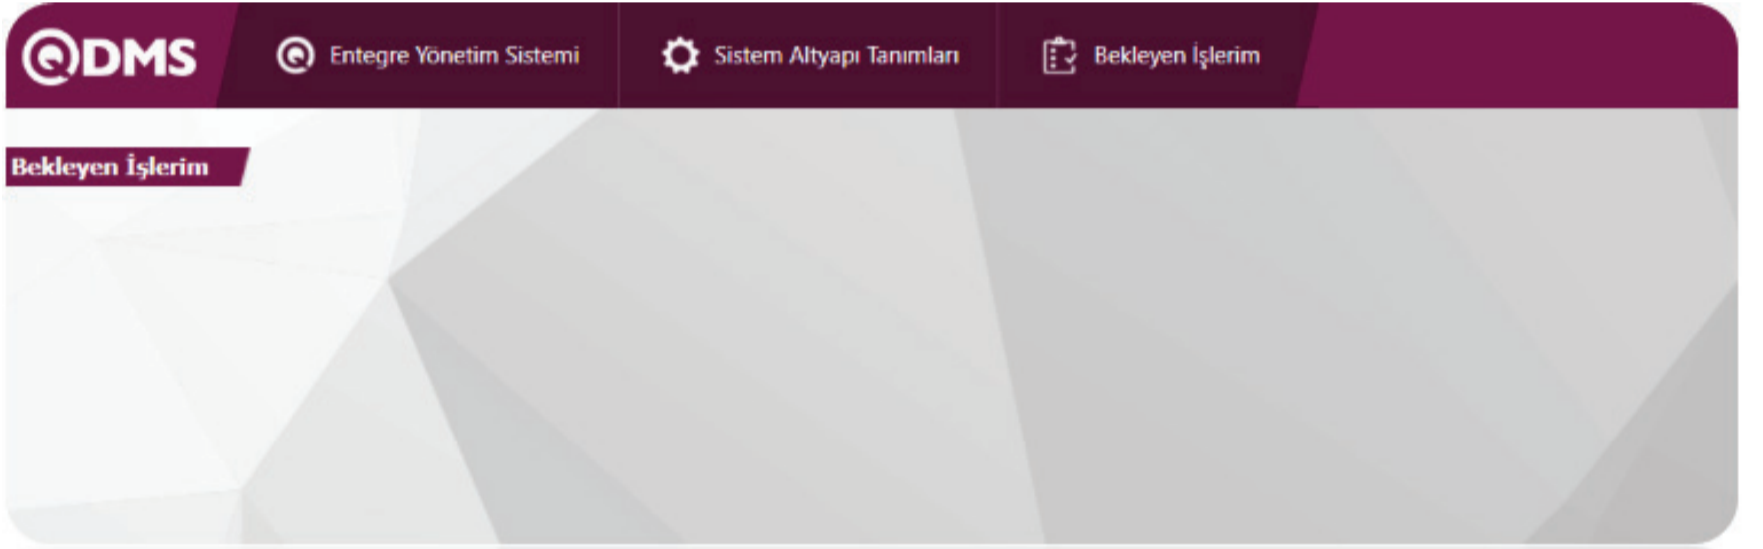 QDMS Entegre Yönetim Sistemi Sistem Altyapı Tanımları Bekleyen İşlerim
Bekleyen İşlerim